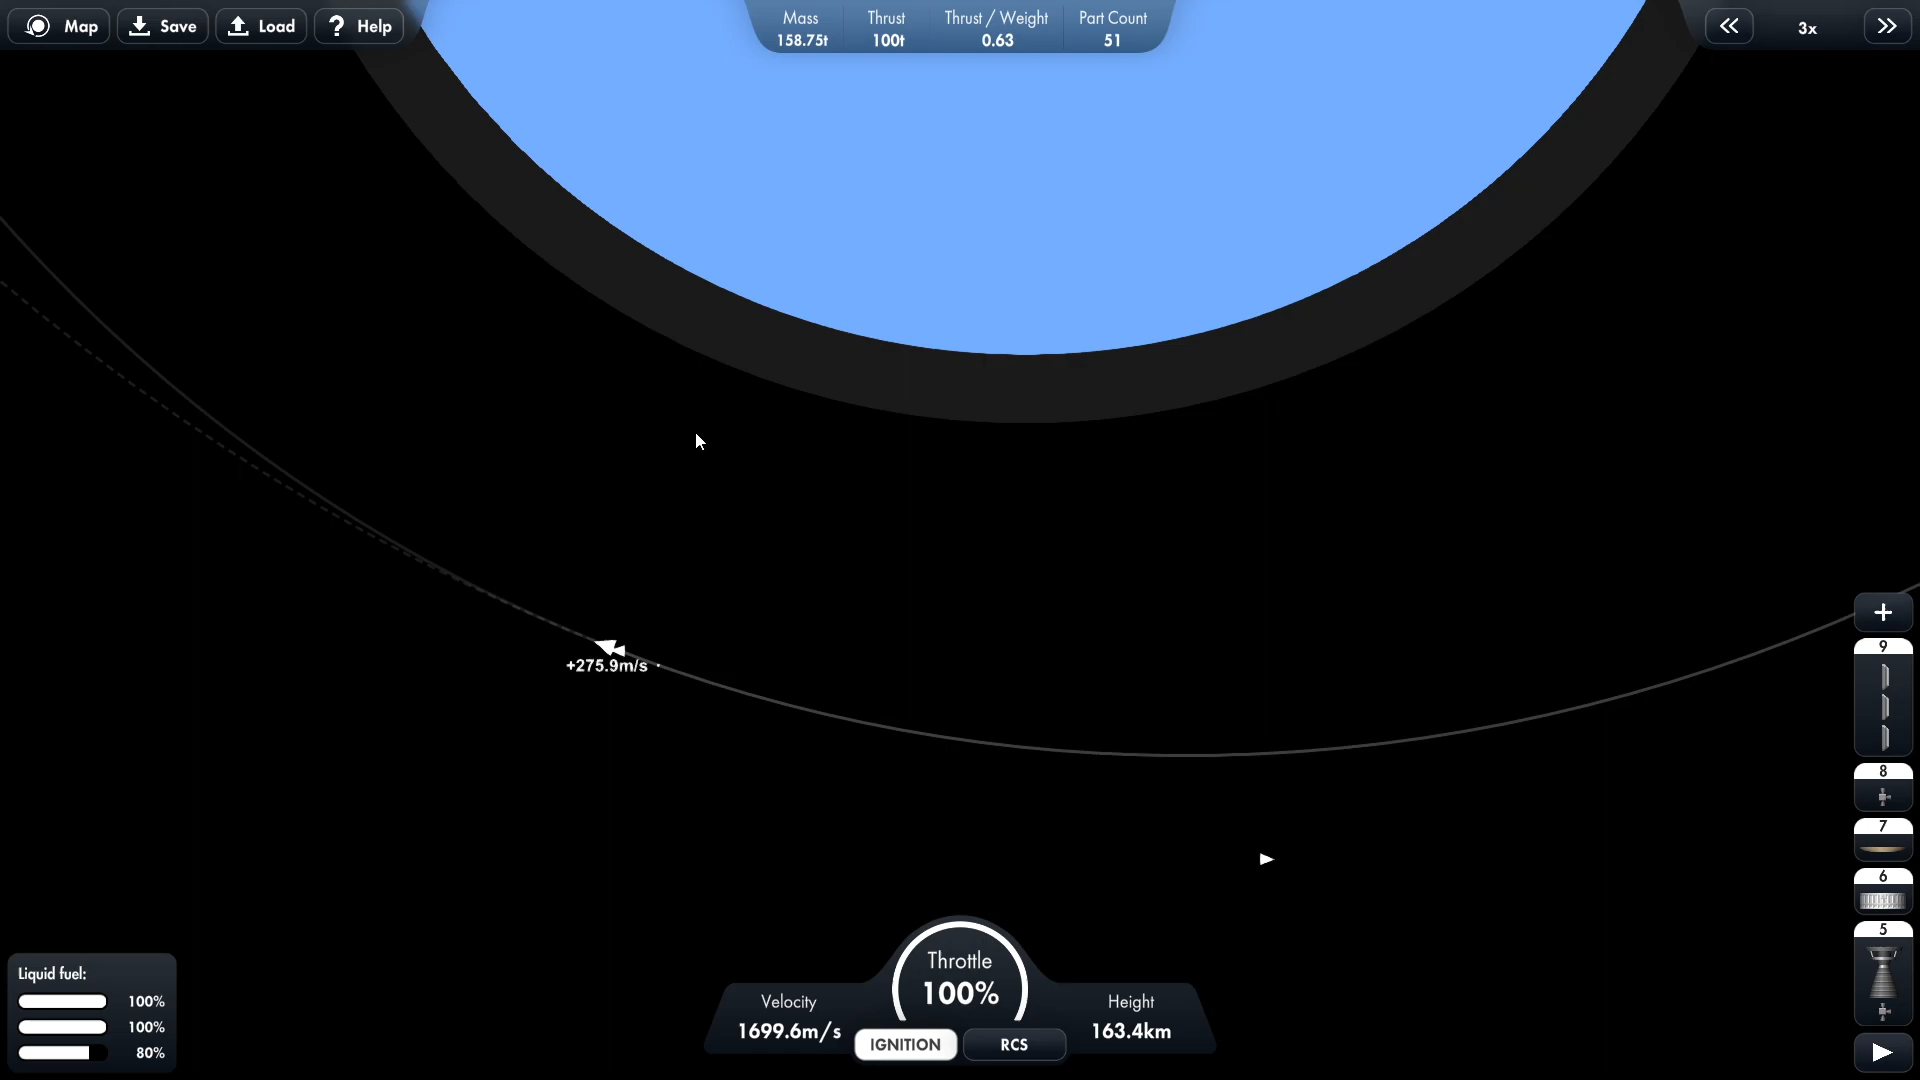 Map
Save
Load
Help
Mass
158.75t
Thrust
100t
Thrust / Weight
0.63
Part Count
51
3x
+275.9m/s
9
8
7
6
5
Liquid fuel:
100%
100%
80%
Throttle
100%
Velocity
1699.6m/s
Height
163.4km
IGNITION
RCS